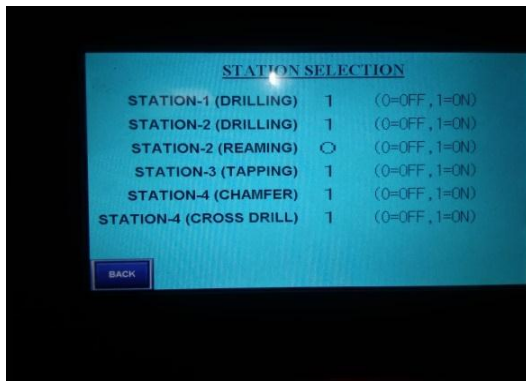 STATION SELECTION
STATION-1 (DRILLING) 1 (0=OFF,1=ON)
STATION-2 (DRILLING) 1 (0=OFF,1=ON)
STATION-2 (REAMING) 0 (0=OFF,1=ON)
STATION-3 (TAPPING) 1 (0=OFF,1=ON)
STATION-4 (CHAMFER) 1 (0=OFF,1=ON)
STATION-4 (CROSS DRILL) 1 (0=OFF,1=ON)
BACK